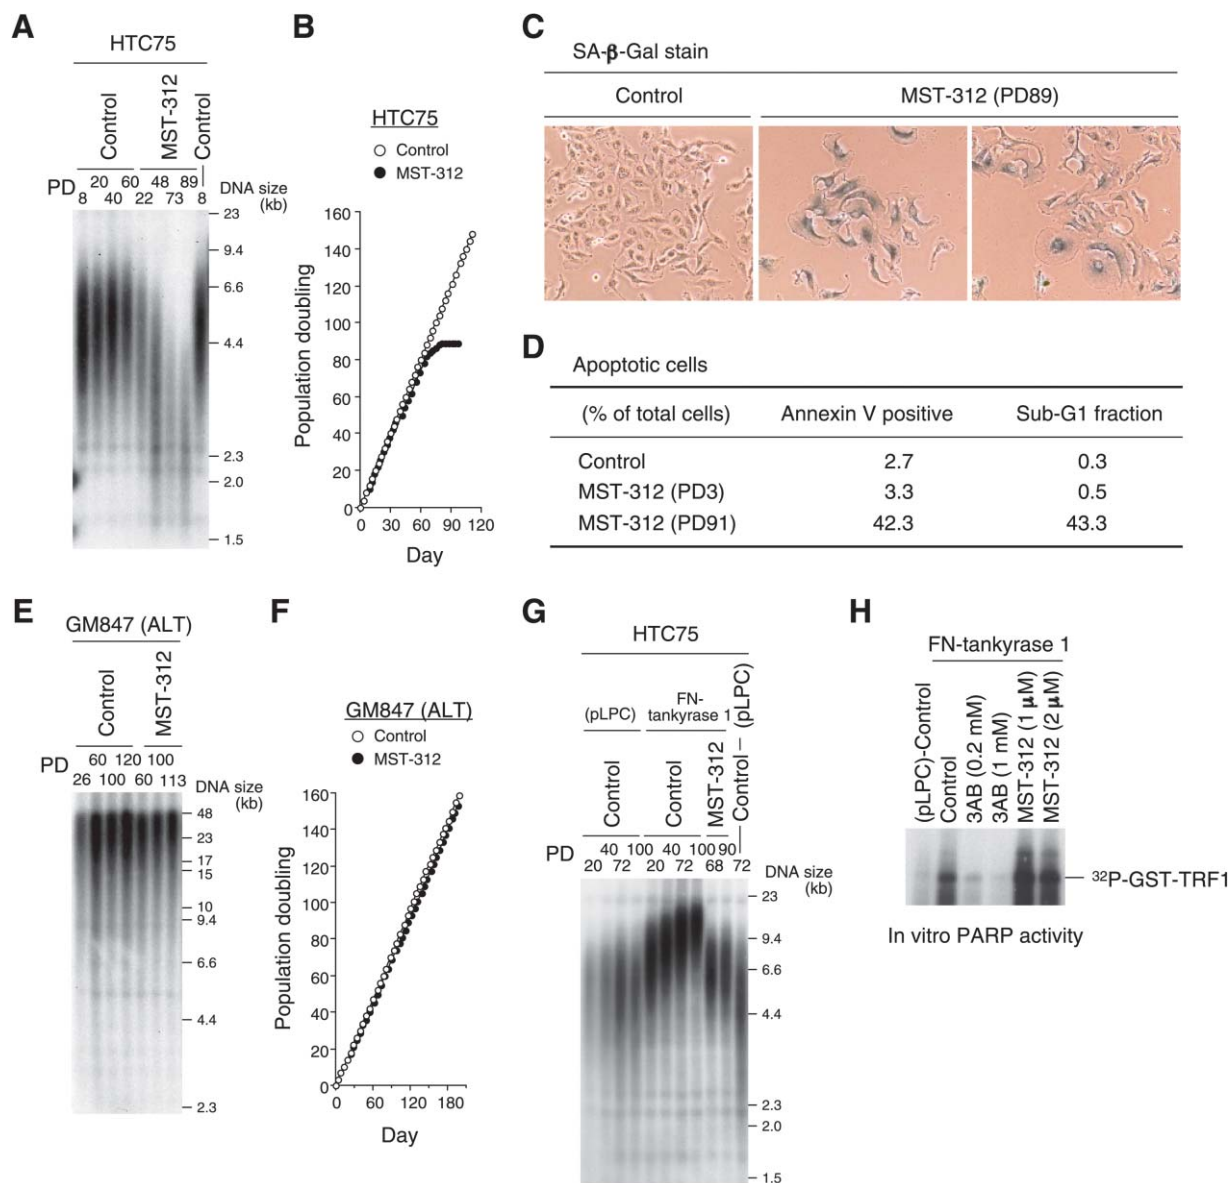 A
HTC75
Control
MST-312
Control
PD
20 60 48 89
8 40 22 73 8
DNA size
(kb)
23
9.4
6.6
4.4
2.3
2.0
1.5
B
HTC75
Control
MST-312
Population doubling
160
140
120
100
80
60
40
20
0
0 30 60 90 120
Day
C
SA-β-Gal stain
Control MST-312 (PD89)
D
Apoptotic cells
(% of total cells) Annexin V positive Sub-G1 fraction
Control 2.7 0.3
MST-312 (PD3) 3.3 0.5
MST-312 (PD91) 42.3 43.3
E
GM847 (ALT)
Control
MST-312
PD
60 120 100
26 100 60 113
DNA size
(kb)
48
23
17
15
10
9.4
6.6
4.4
2.3
F
GM847 (ALT)
Control
MST-312
Population doubling
160
140
120
100
80
60
40
20
0
0 60 120 180
Day
G
HTC75
(pLPC)
FN-
tankyrase 1
Control
Control
MST-312
Control – (pLPC)
PD
40 100 40 100 90
20 72 20 72 68 72
DNA size
(kb)
23
9.4
6.6
4.4
2.3
2.0
1.5
H
FN-tankyrase 1
(pLPC)-Control
Control
3AB (0.2 mM)
3AB (1 mM)
MST-312 (1 μM)
MST-312 (2 μM)
³²P-GST-TRF1
In vitro PARP activity